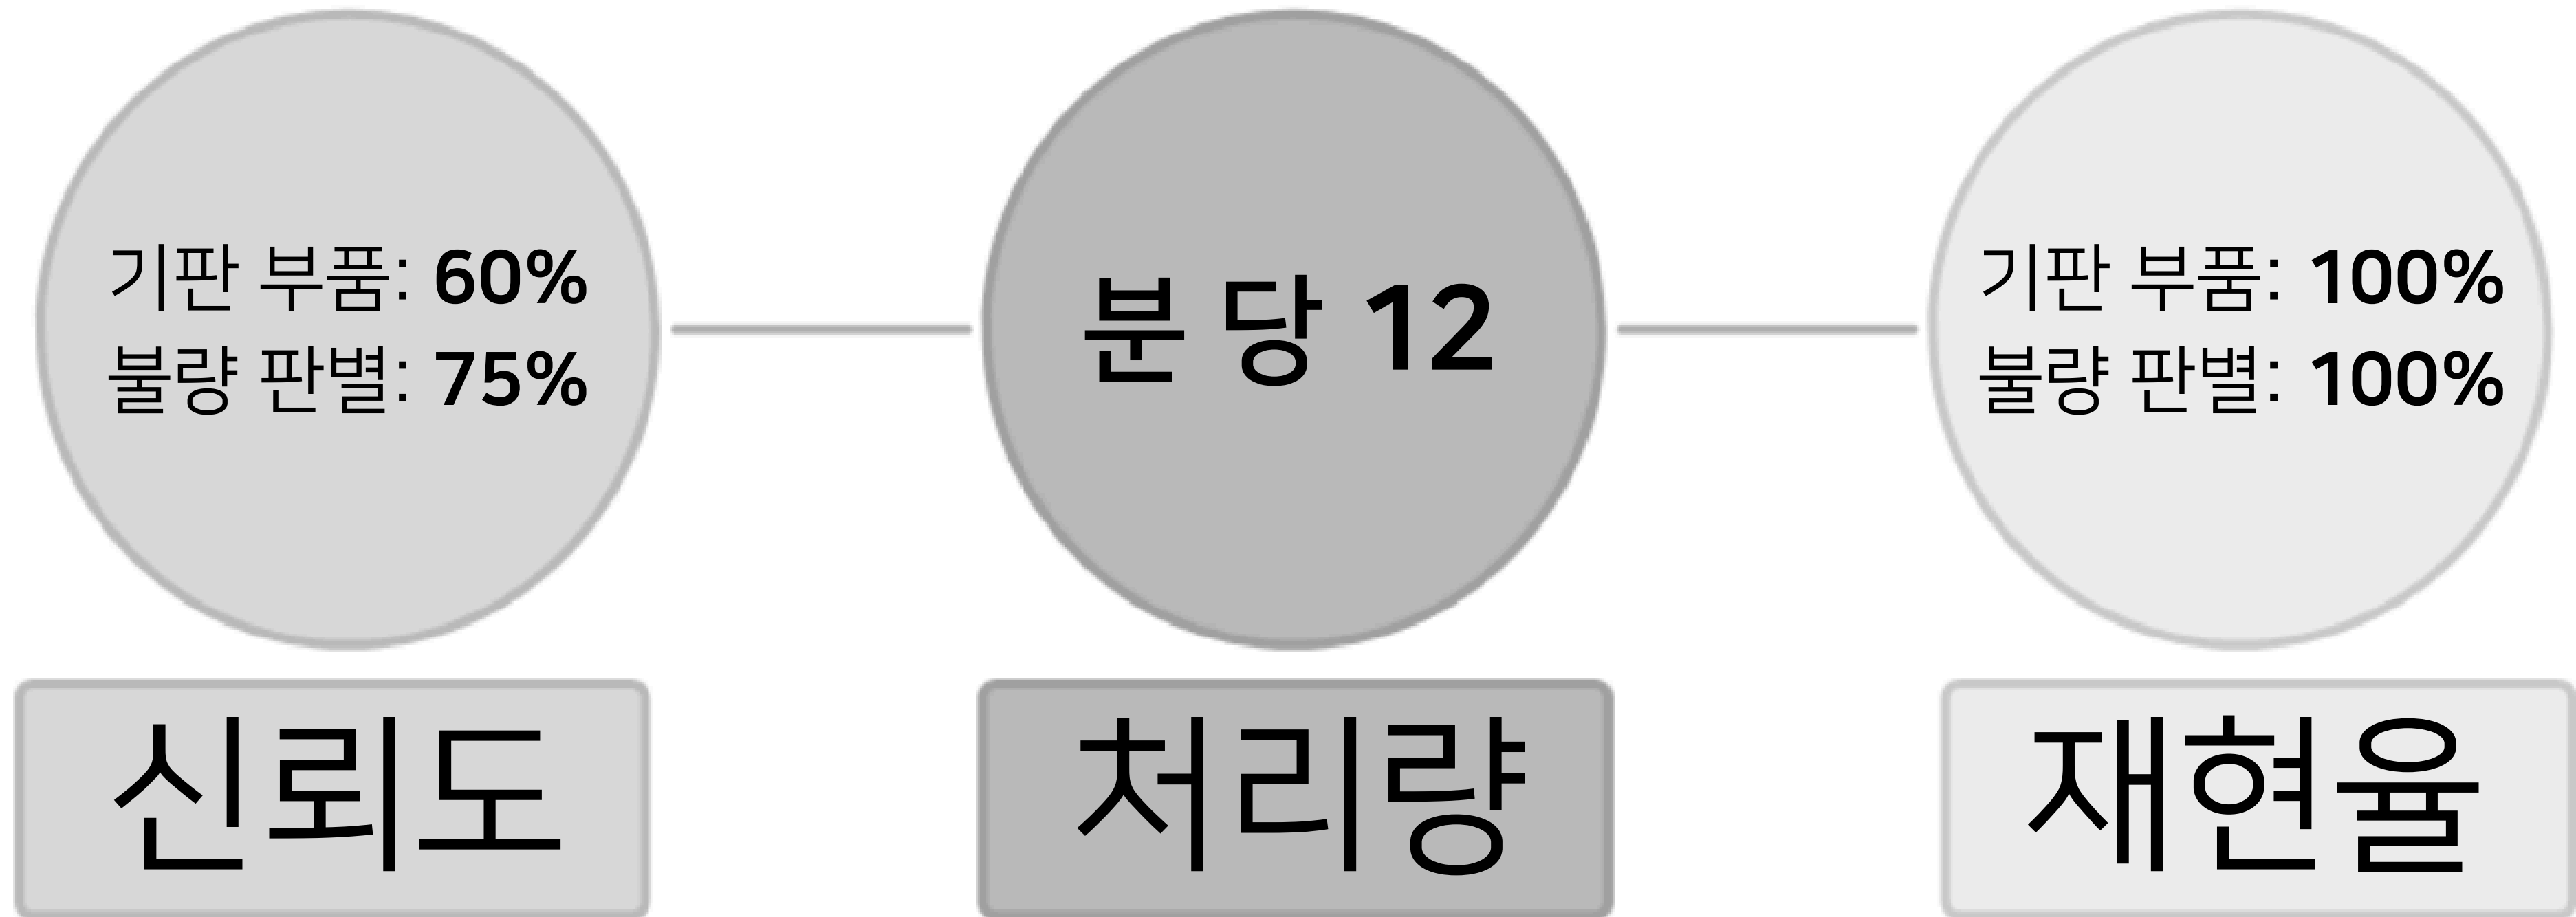 기판 부품: 60%
불량 판별: 75%
분 당 12
기판 부품: 100%
불량 판별: 100%
신뢰도
처리량
재현율